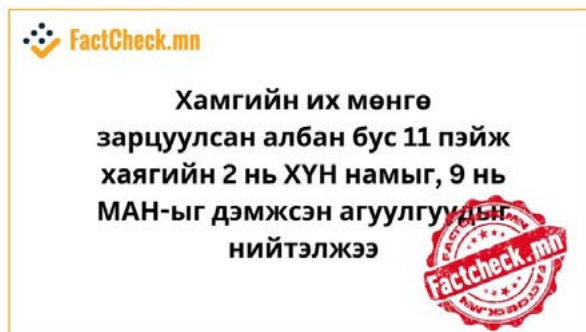 FactCheck.mn
Хамгийн их мөнгө
зарцуулсан албан бус 11 пэйж
хаягийн 2 нь ХҮН намыг, 9 нь
МАН-ыг дэмжсэн агуулгуудыг
нийтэлжээ
Factcheck.mn